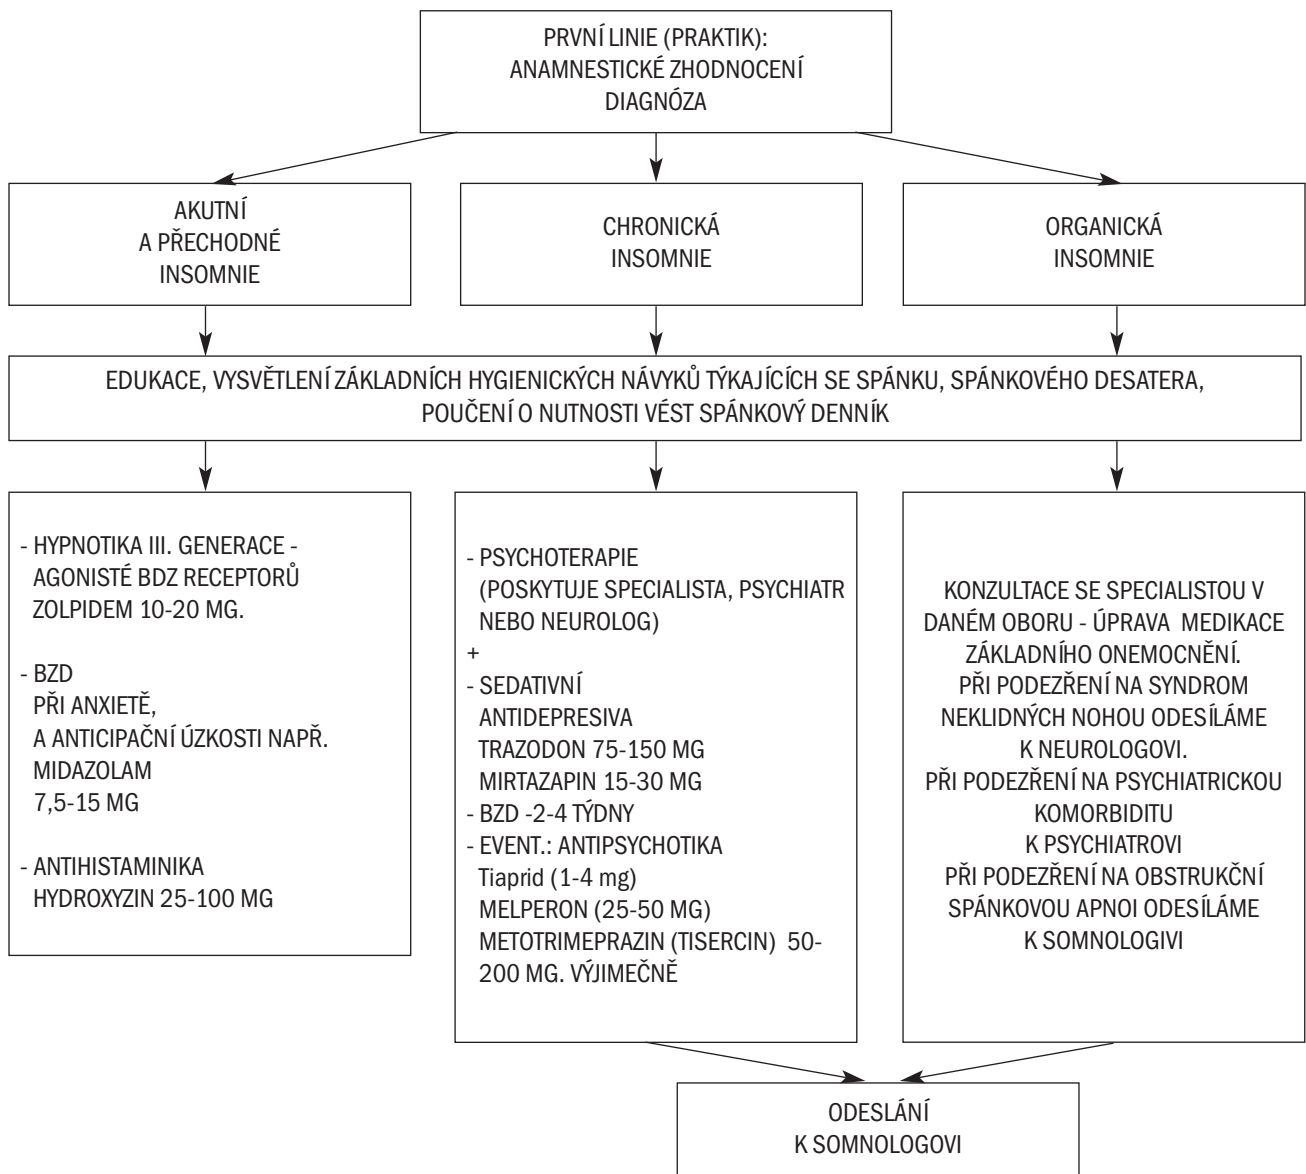 PRVNÍ LINIE (PRAKTIK):
ANAMNESTICKÉ ZHODNOCENÍ
DIAGNÓZA
AKUTNÍ
A PŘECHODNÉ
INSOMNIE
CHRONICKÁ
INSOMNIE
ORGANICKÁ
INSOMNIE
EDUKACE, VYSVĚTLENÍ ZÁKLADNÍCH HYGIENICKÝCH NÁVYKŮ TÝKAJÍCÍCH SE SPÁNKU, SPÁNKOVÉHO DESATERA,
POUČENÍ O NUTNOSTI VÉST SPÁNKOVÝ DENNÍK
- HYPNOTIKA III. GENERACE -
AGONISTÉ BDZ RECEPTORŮ
ZOLPIDEM 10-20 MG.
- BZD
PŘI ANXIETĚ,
A ANTICIPAČNÍ ÚZKOSTI NAPŘ.
MIDAZOLAM
7,5-15 MG
- ANTIHISTAMINIKA
HYDROXYZIN 25-100 MG
- PSYCHOTERAPIE
(POSKYTUJE SPECIALISTA, PSYCHIATR
NEBO NEUROLOG)
+
- SEDATIVNÍ
ANTIDEPRESIVA
TRAZODON 75-150 MG
MIRTAZAPIN 15-30 MG
- BZD -2-4 TÝDNY
- EVENT.: ANTIPSYCHOTIKA
Tiaprid (1-4 mg)
MELPERON (25-50 MG)
METOTRIMEPRAZIN (TISERCIN) 50-
200 MG. VÝJIMEČNĚ
KONZULTACE SE SPECIALISTOU V
DANÉM OBORU - ÚPRAVA MEDIKACE
ZÁKLADNÍHO ONEMOCNĚNÍ.
PŘI PODEZŘENÍ NA SYNDROM
NEKLIDNÝCH NOHOU ODESÍLÁME
K NEUROLOGOVI.
PŘI PODEZŘENÍ NA PSYCHIATRICKOU
KOMORBIDITU
K PSYCHIATROVI
PŘI PODEZŘENÍ NA OBSTRUKČNÍ
SPÁNKOVOU APNOI ODESÍLÁME
K SOMNOLOGIVI
ODESLÁNÍ
K SOMNOLOGOVI